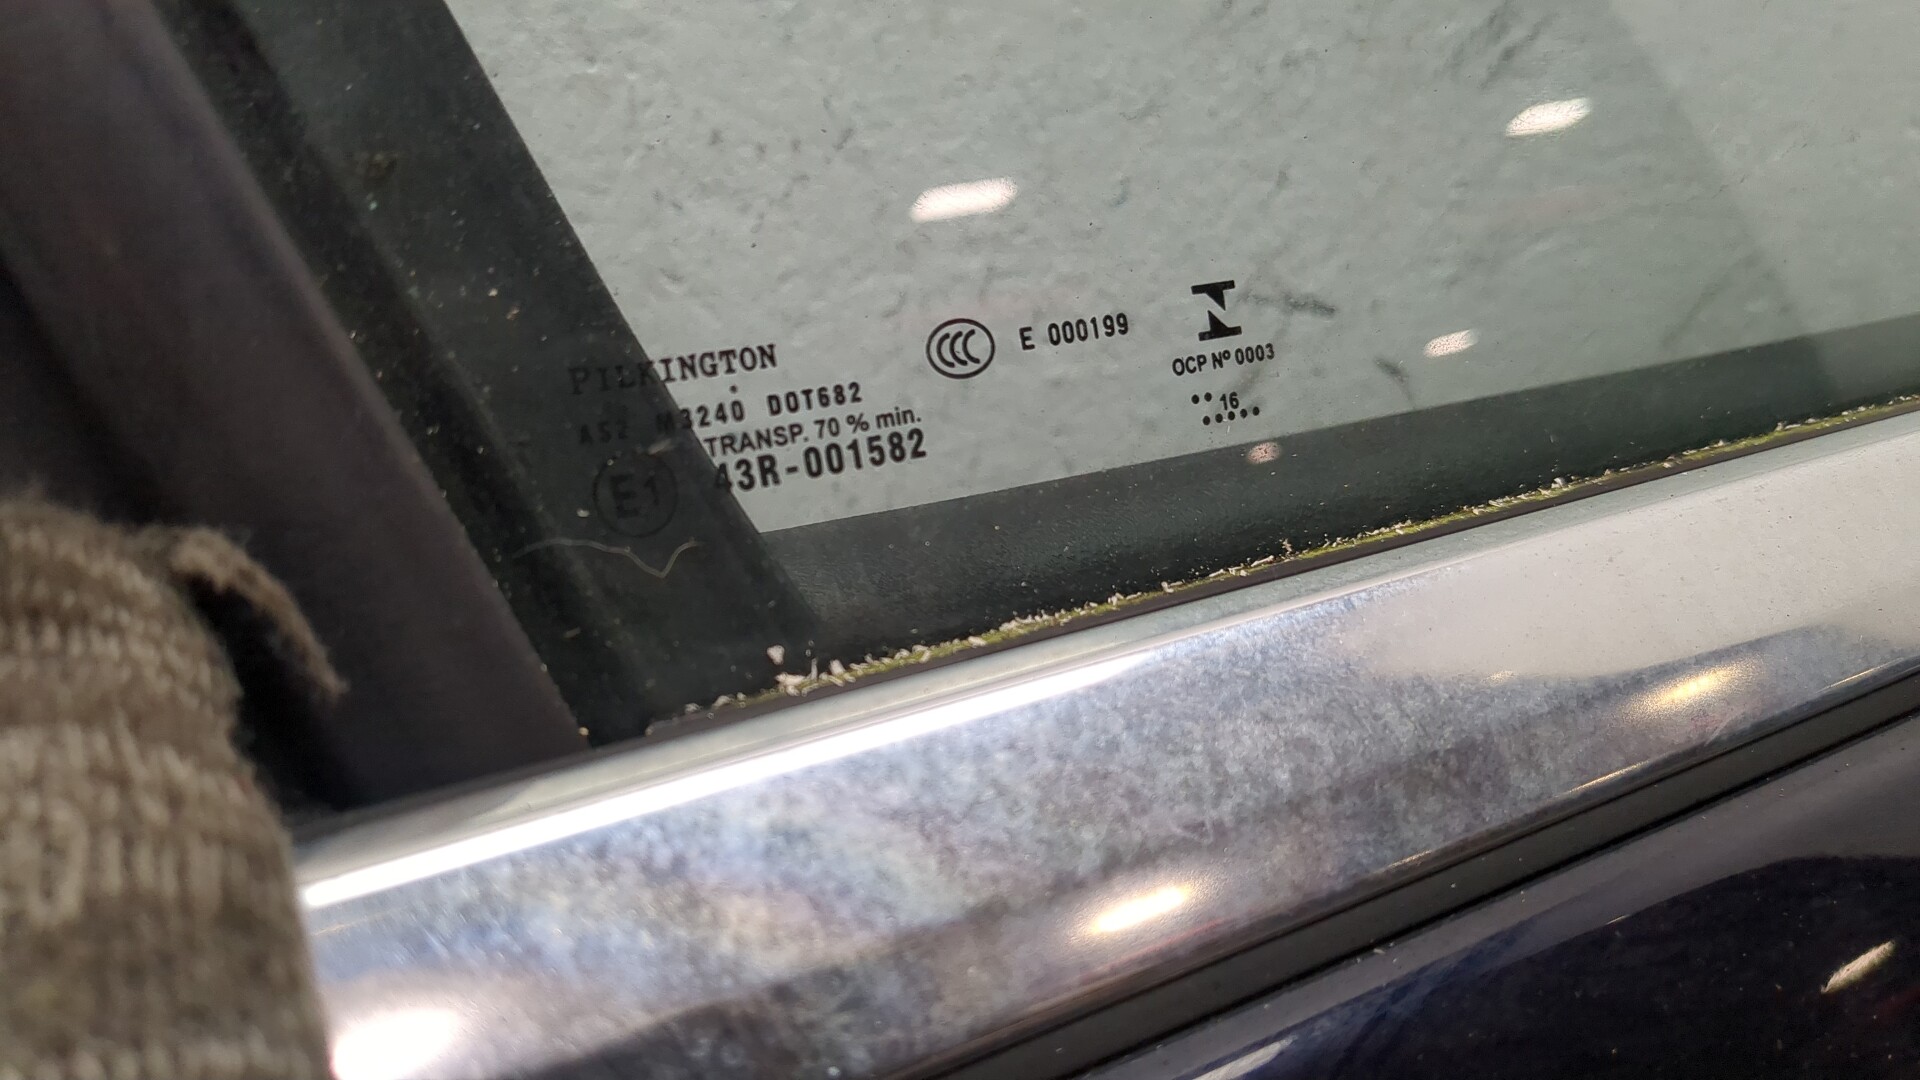 PILKINGTON
AS2 M3240 DOT682
TRANSP. 70 % min.
E1 43R-001582
CCC E 000199
OCP Nº 0003
16